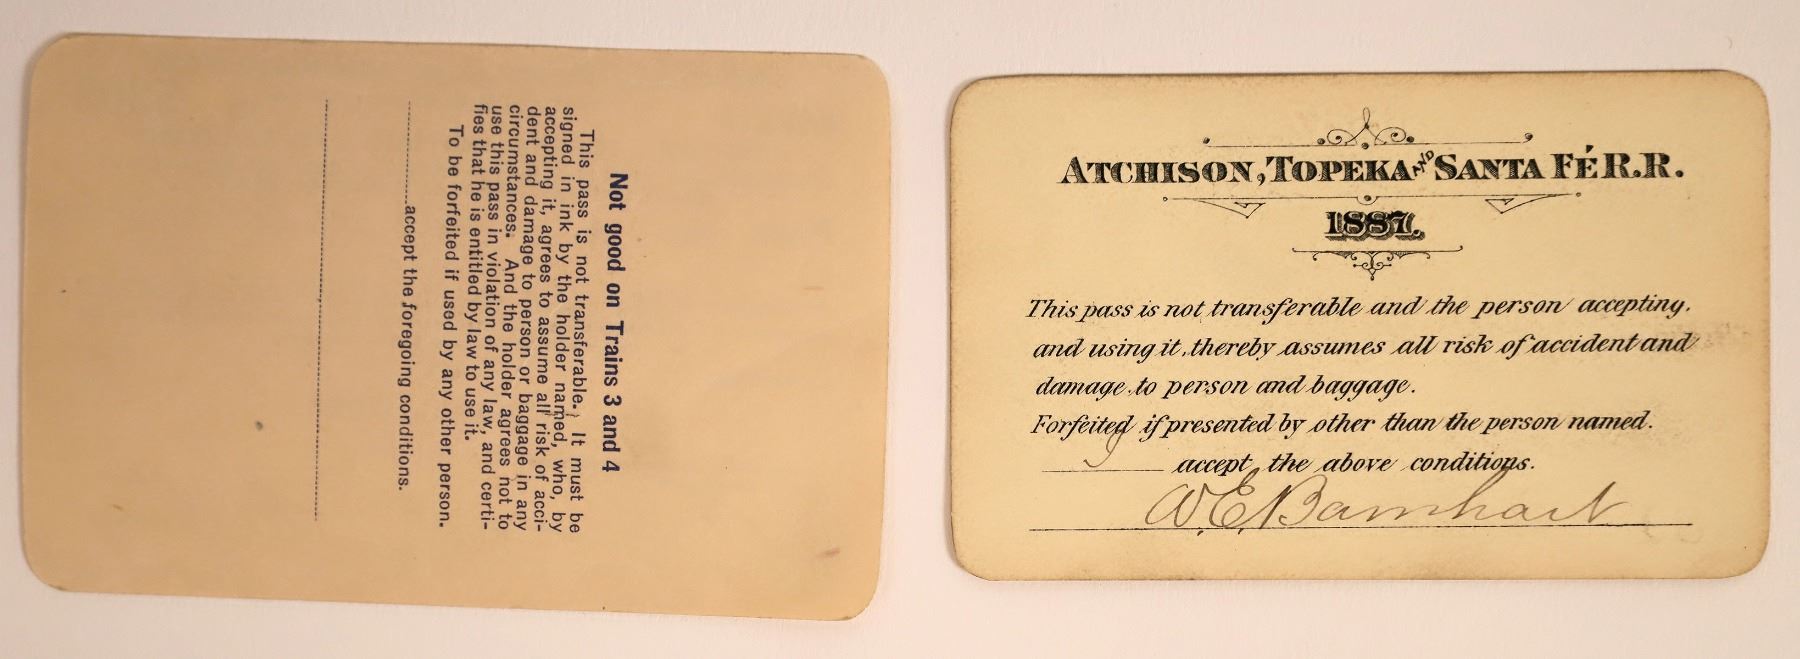 Not good on Trains 3 and 4
This pass is not transferable. It must be
signed in ink by the holder named, who, by
accepting it, agrees to assume all risk of acci-
dent and damage to person or baggage in any
circumstances. And the holder agrees not to
use this pass in violation of any law, and certi-
fies that he is entitled by law to use it.
To be forfeited if used by any other person.
accept the foregoing conditions.
ATCHISON, TOPEKA AND SANTA FÉ R.R.
1887.
This pass is not transferable and the person accepting,
and using it, thereby assumes all risk of accident and
damage, to person and baggage.
Forfeited if presented by other than the person named.
I accept the above conditions.
W. E. Barnhart